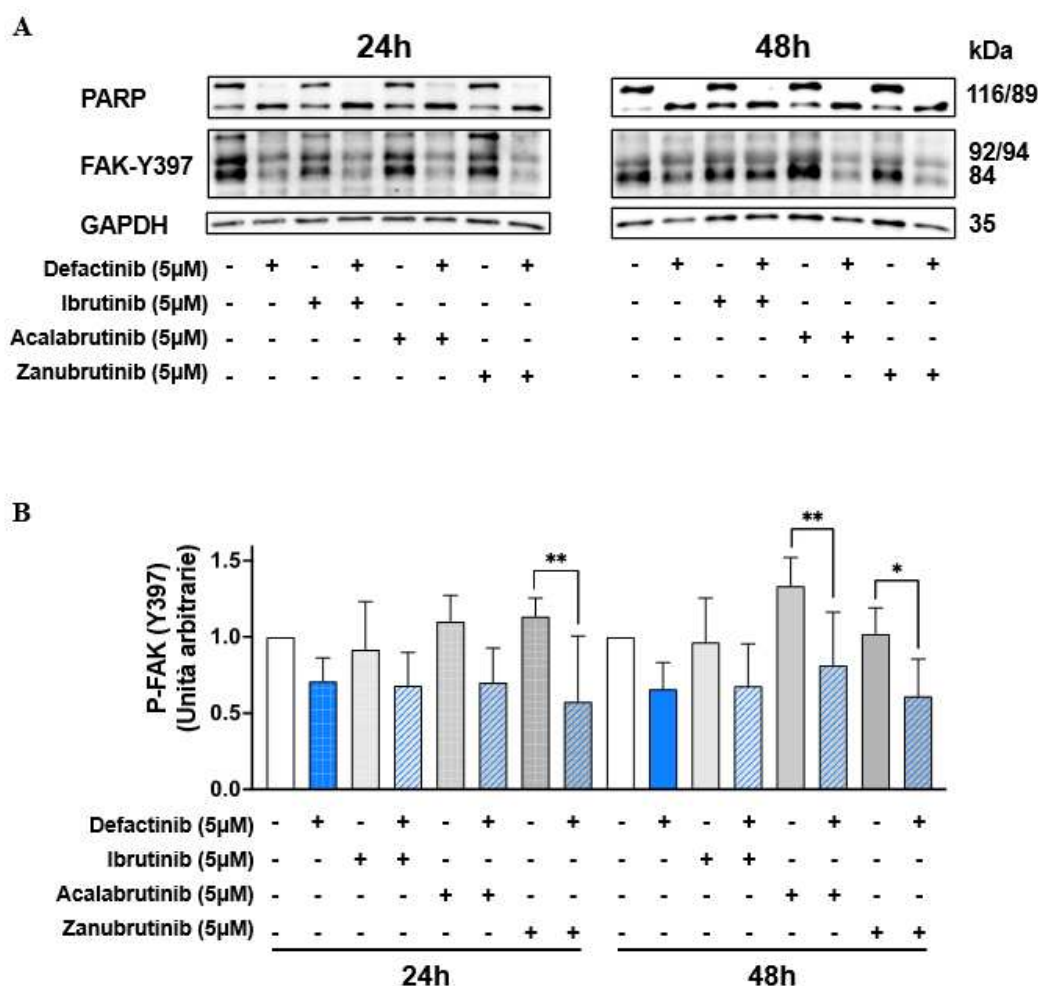 A
24h 48h kDa
PARP 116/89
FAK-Y397 92/94
84
GAPDH 35
Defactinib (5µM) - + - + - + - + - + - + - + - +
Ibrutinib (5µM) - - + + - - - - - - + + - - - -
Acalabrutinib (5µM) - - - - + + - - - - - - + + - -
Zanubrutinib (5µM) - - - - - - + + - - - - - - + +
B
P-FAK (Y397)
(Unità arbitrarie)
1.5
1.0
0.5
0.0
** ** *
Defactinib (5µM) - + - + - + - + - + - + - + - +
Ibrutinib (5µM) - - + + - - - - - - + + - - - -
Acalabrutinib (5µM) - - - - + + - - - - - - + + - -
Zanubrutinib (5µM) - - - - - - + + - - - - - - + +
24h 48h